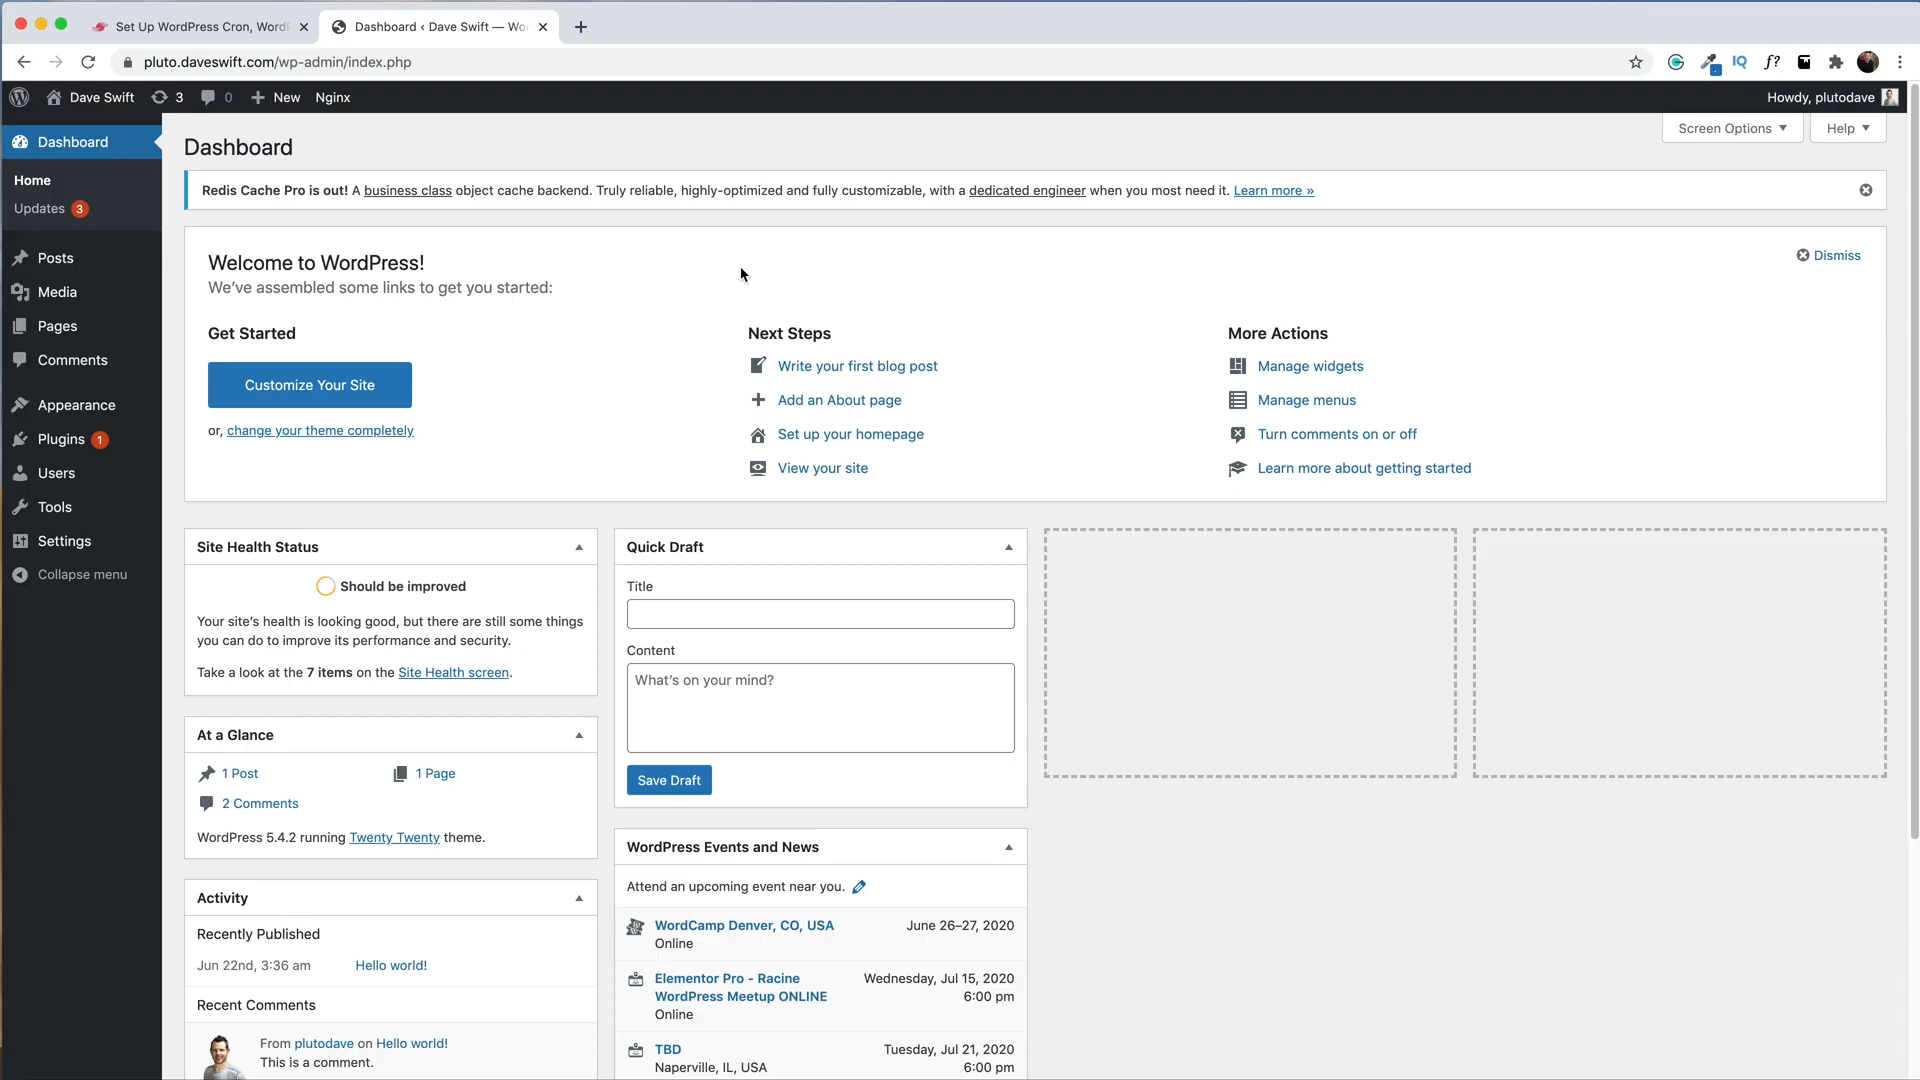 Set Up WordPress Cron, WordP
Dashboard ‹ Dave Swift — Wor
pluto.daveswift.com/wp-admin/index.php
IQ
f?
Dave Swift
3
0
New
Nginx
Howdy, plutodave
Dashboard
Home
Updates 3
Posts
Media
Pages
Comments
Appearance
Plugins 1
Users
Tools
Settings
Collapse menu
Screen Options
Help
Dashboard
Redis Cache Pro is out! A business class object cache backend. Truly reliable, highly-optimized and fully customizable, with a dedicated engineer when you most need it. Learn more »
Welcome to WordPress!
We've assembled some links to get you started:
Dismiss
Get Started
Customize Your Site
or, change your theme completely
Next Steps
Write your first blog post
Add an About page
Set up your homepage
View your site
More Actions
Manage widgets
Manage menus
Turn comments on or off
Learn more about getting started
Site Health Status
Should be improved
Your site's health is looking good, but there are still some things
you can do to improve its performance and security.
Take a look at the 7 items on the Site Health screen.
At a Glance
1 Post
1 Page
2 Comments
WordPress 5.4.2 running Twenty Twenty theme.
Activity
Recently Published
Jun 22nd, 3:36 am
Hello world!
Recent Comments
From plutodave on Hello world!
This is a comment.
Quick Draft
Title
Content
What's on your mind?
Save Draft
WordPress Events and News
Attend an upcoming event near you.
WordCamp Denver, CO, USA
June 26–27, 2020
Online
Elementor Pro - Racine
Wednesday, Jul 15, 2020
WordPress Meetup ONLINE
6:00 pm
Online
TBD
Tuesday, Jul 21, 2020
Naperville, IL, USA
6:00 pm